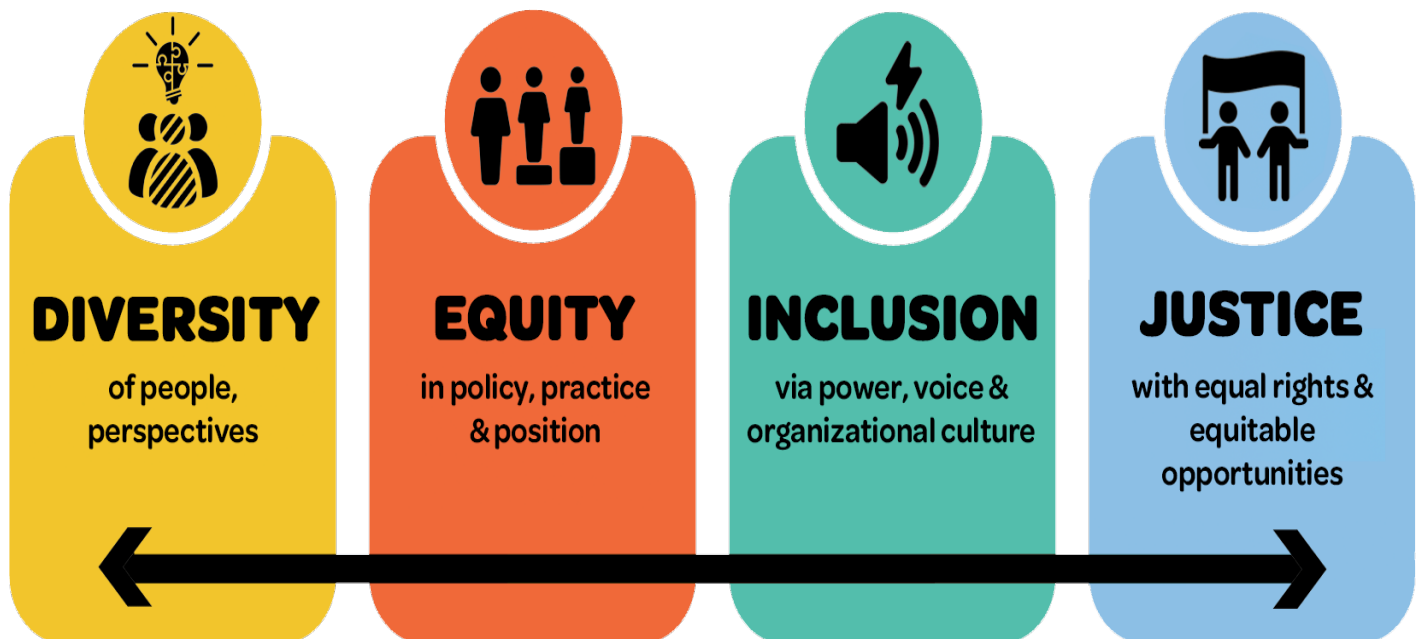 DIVERSITY
of people,
perspectives
EQUITY
in policy, practice
& position
INCLUSION
via power, voice &
organizational culture
JUSTICE
with equal rights &
equitable
opportunities